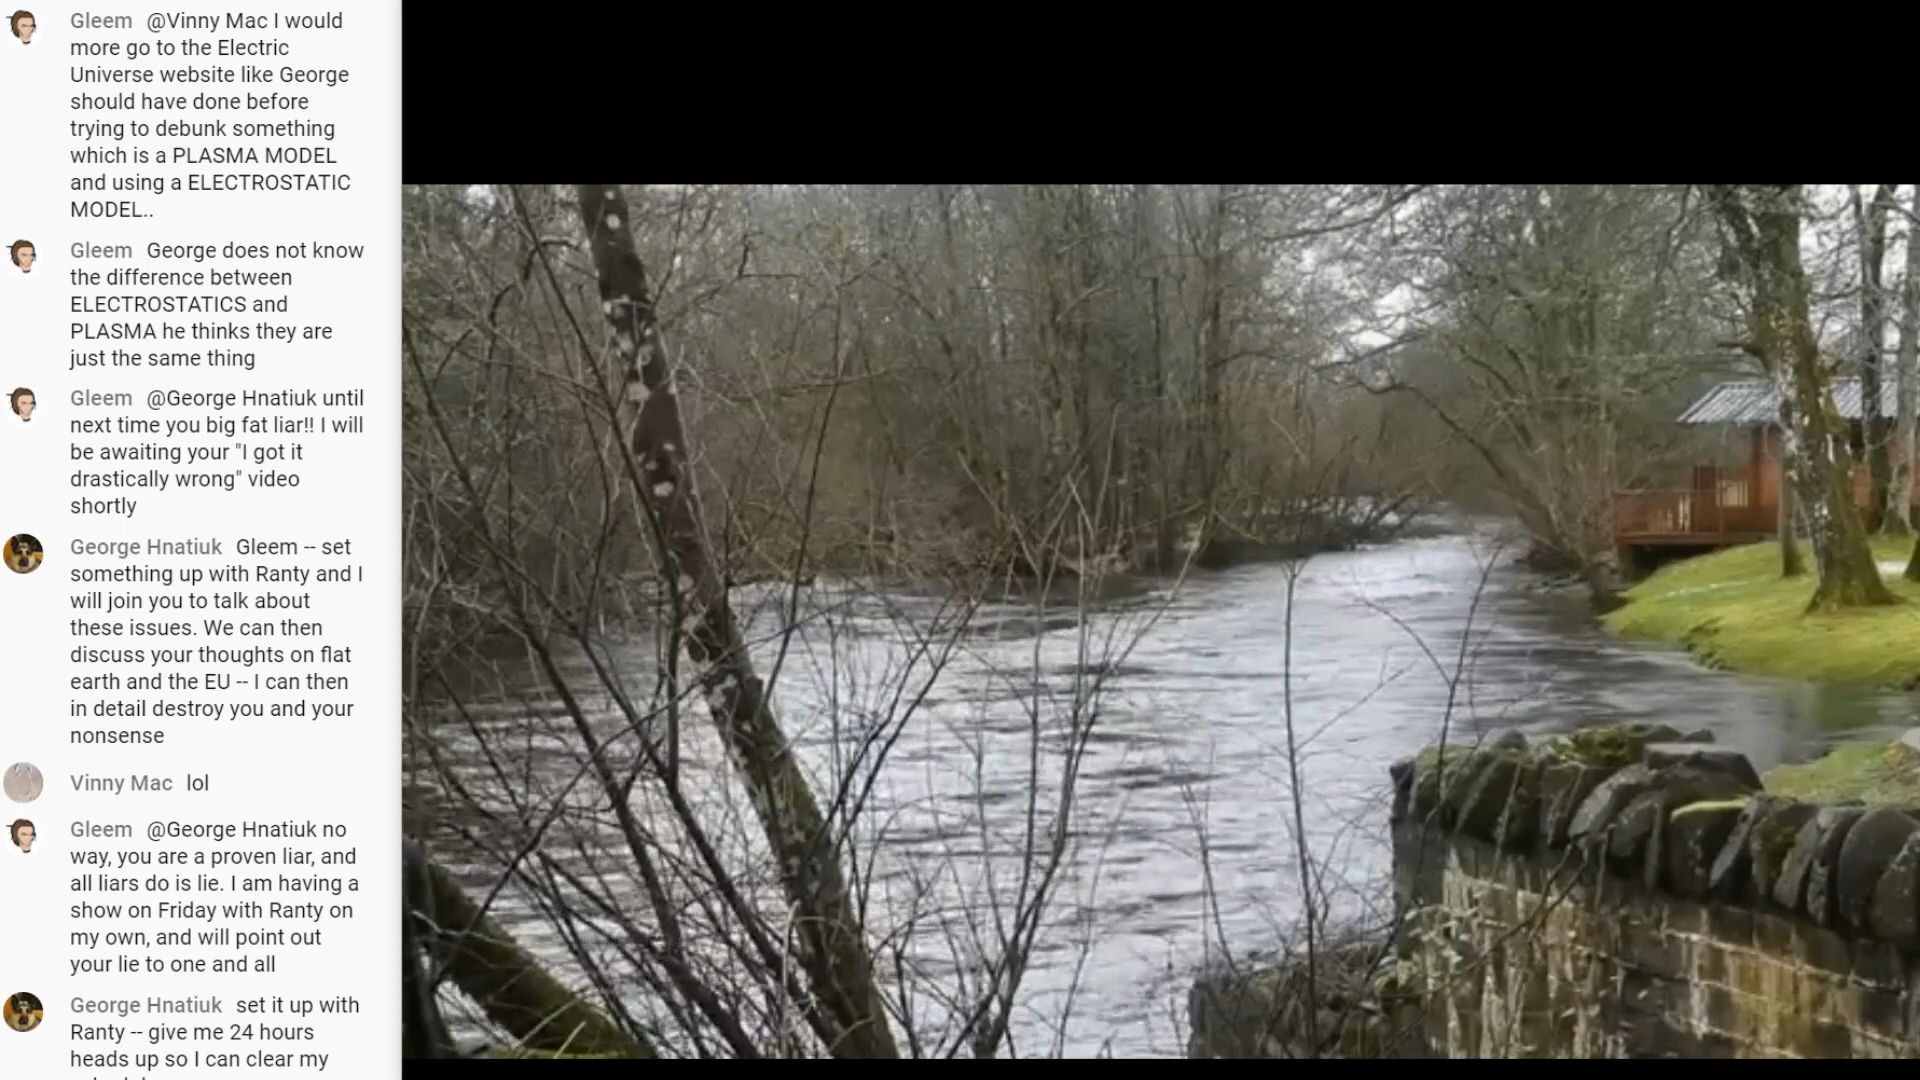 Gleem @Vinny Mac I would
more go to the Electric
Universe website like George
should have done before
trying to debunk something
which is a PLASMA MODEL
and using a ELECTROSTATIC
MODEL..
Gleem George does not know
the difference between
ELECTROSTATICS and
PLASMA he thinks they are
just the same thing
Gleem @George Hnatiuk until
next time you big fat liar!! I will
be awaiting your "I got it
drastically wrong" video
shortly
George Hnatiuk Gleem -- set
something up with Ranty and I
will join you to talk about
these issues. We can then
discuss your thoughts on flat
earth and the EU -- I can then
in detail destroy you and your
nonsense
Vinny Mac lol
Gleem @George Hnatiuk no
way, you are a proven liar, and
all liars do is lie. I am having a
show on Friday with Ranty on
my own, and will point out
your lie to one and all
George Hnatiuk set it up with
Ranty -- give me 24 hours
heads up so I can clear my